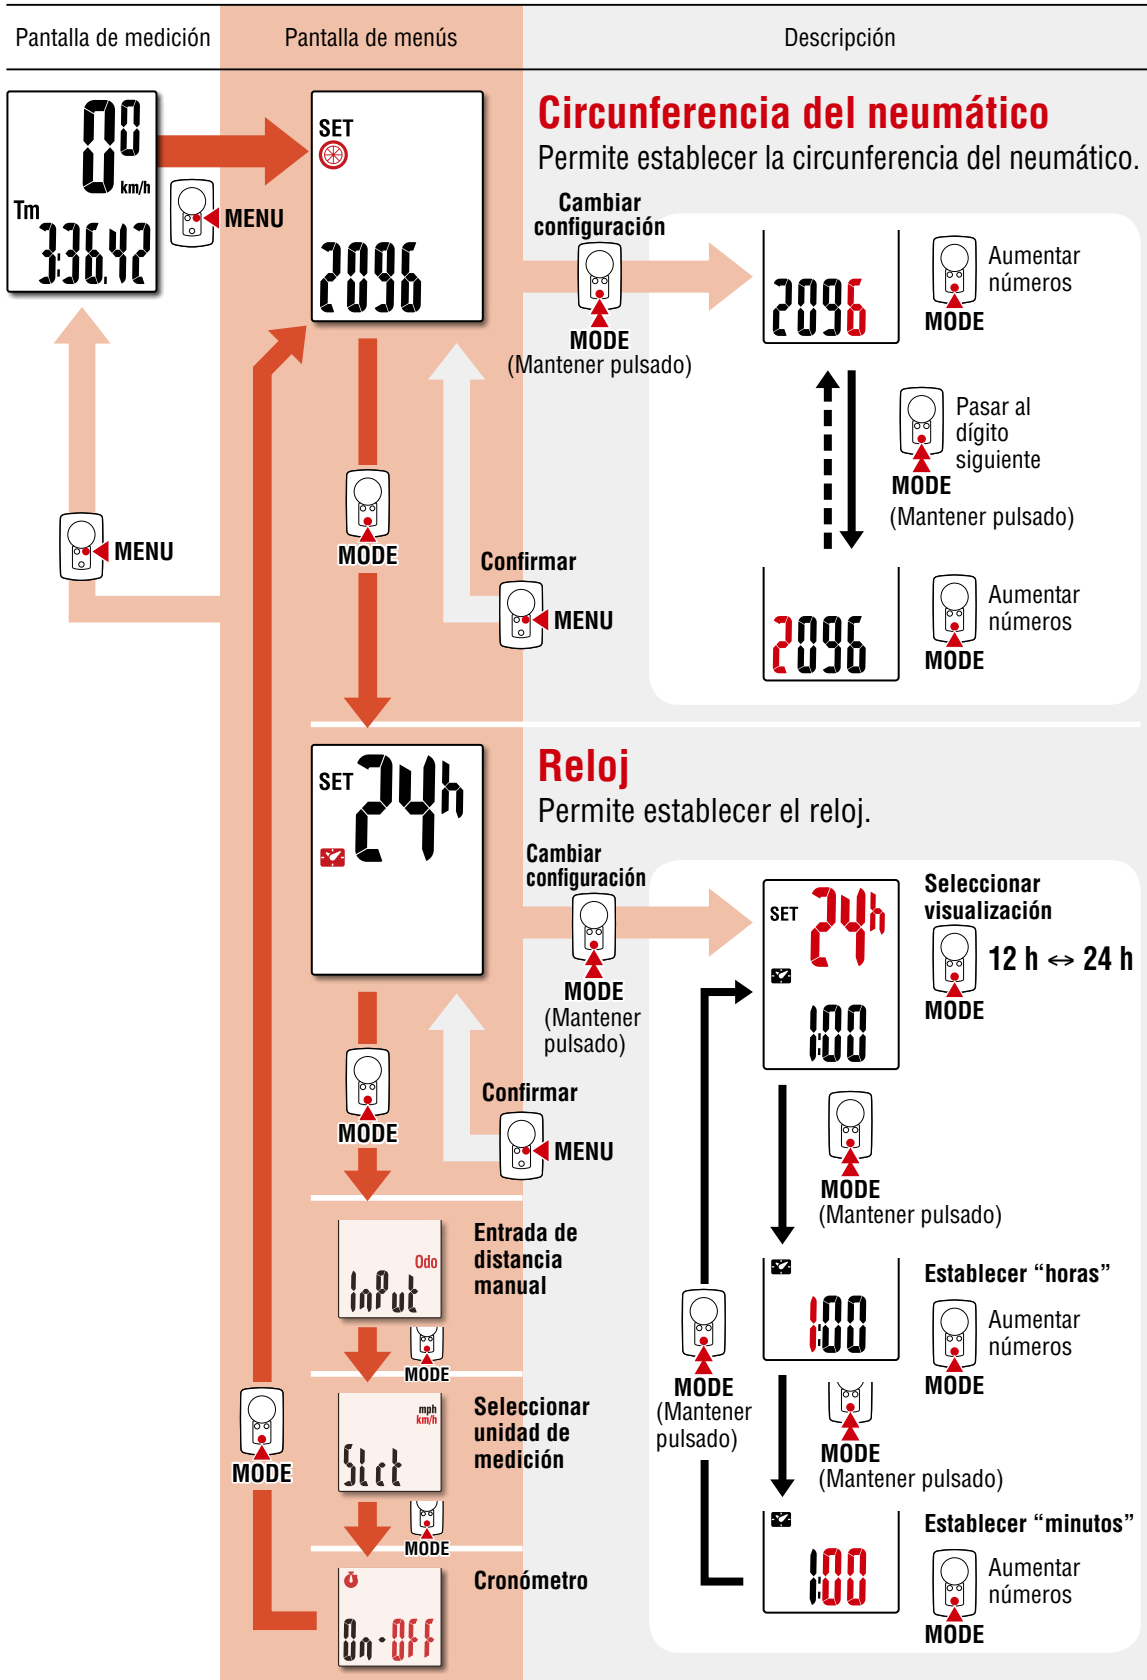 Pantalla de medición
Pantalla de menús
Descripción
00
km/h
Tm
3:36.42
MENU
SET
2096
Circunferencia del neumático
Permite establecer la circunferencia del neumático.
Cambiar
configuración
MODE
(Mantener pulsado)
2096
Aumentar
números
MODE
Pasar al
dígito
siguiente
MODE
(Mantener pulsado)
2096
Aumentar
números
MODE
MENU
MODE
Confirmar
MENU
SET
24h
Reloj
Permite establecer el reloj.
Cambiar
configuración
MODE
(Mantener
pulsado)
SET
24h
1:00
Seleccionar
visualización
12 h ↔ 24 h
MODE
MODE
Confirmar
MENU
MODE
(Mantener pulsado)
1:00
Establecer “horas”
Aumentar
números
MODE
MODE
(Mantener
pulsado)
MODE
(Mantener pulsado)
1:00
Establecer “minutos”
Aumentar
números
MODE
Odo
InPut
Entrada de
distancia
manual
MODE
mph
km/h
Slct
Seleccionar
unidad de
medición
MODE
MODE
On-OFF
Cronómetro